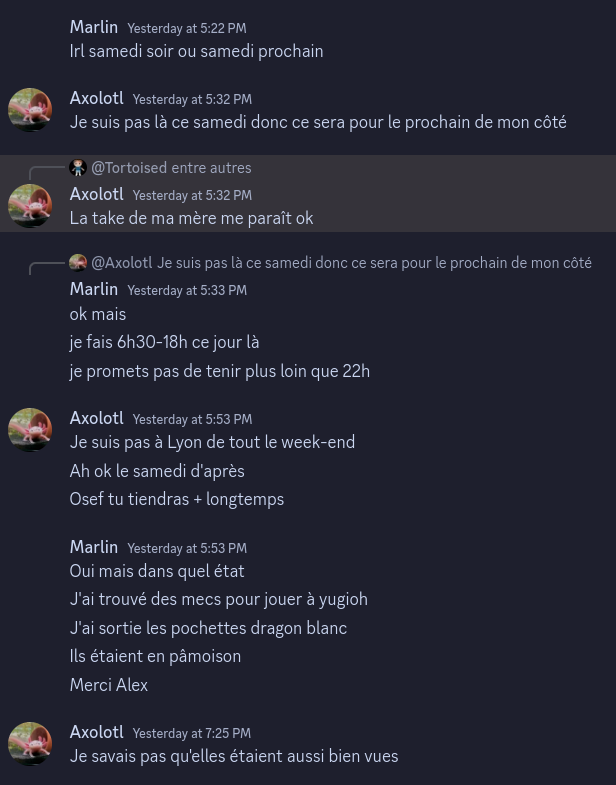 Marlin Yesterday at 5:22 PM
Irl samedi soir ou samedi prochain
Axolotl Yesterday at 5:32 PM
Je suis pas là ce samedi donc ce sera pour le prochain de mon côté
@Tortoised entre autres
Axolotl Yesterday at 5:32 PM
La take de ma mère me paraît ok
@Axolotl Je suis pas là ce samedi donc ce sera pour le prochain de mon côté
Marlin Yesterday at 5:33 PM
ok mais
je fais 6h30-18h ce jour là
je promets pas de tenir plus loin que 22h
Axolotl Yesterday at 5:53 PM
Je suis pas à Lyon de tout le week-end
Ah ok le samedi d'après
Osef tu tiendras + longtemps
Marlin Yesterday at 5:53 PM
Oui mais dans quel état
J'ai trouvé des mecs pour jouer à yugioh
J'ai sortie les pochettes dragon blanc
Ils étaient en pâmoison
Merci Alex
Axolotl Yesterday at 7:25 PM
Je savais pas qu'elles étaient aussi bien vues